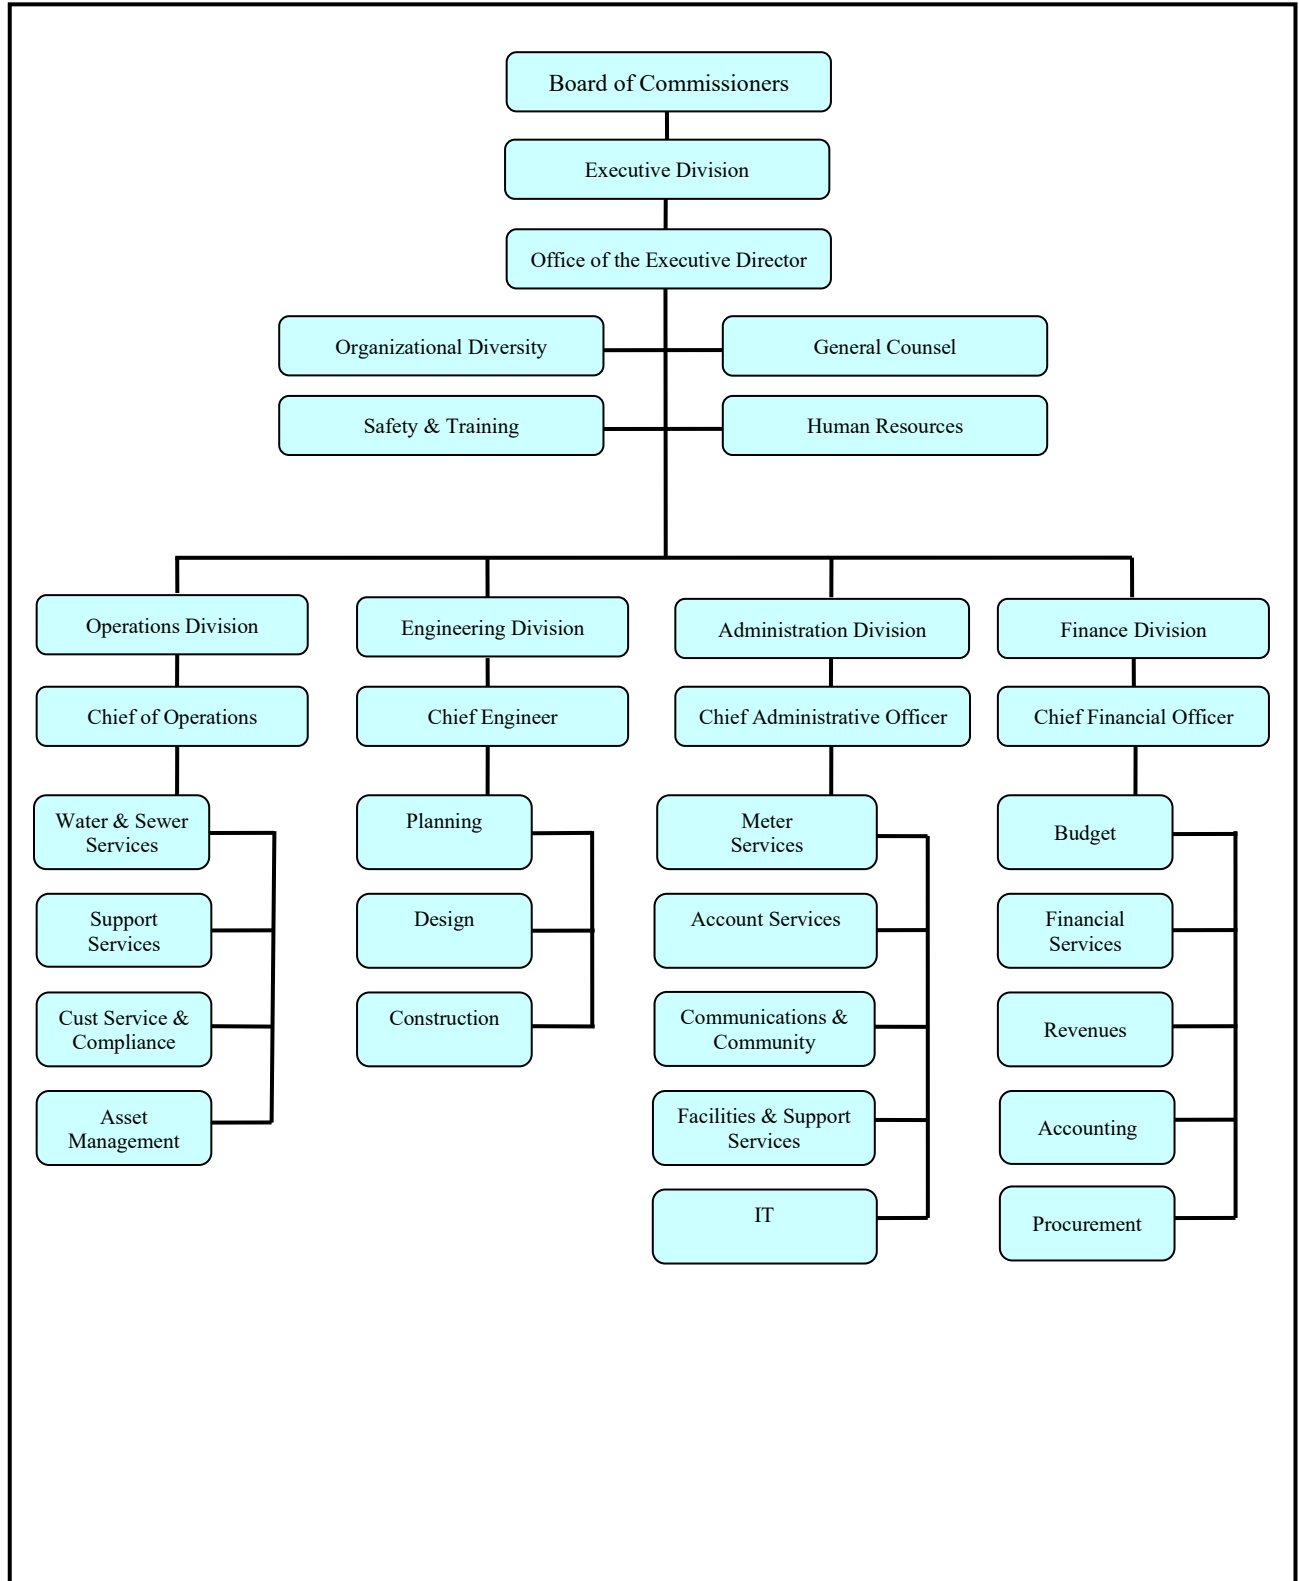 Board of Commissioners
Executive Division
Office of the Executive Director
Organizational Diversity
General Counsel
Safety & Training
Human Resources
Operations Division
Engineering Division
Administration Division
Finance Division
Chief of Operations
Chief Engineer
Chief Administrative Officer
Chief Financial Officer
Water & Sewer
Services
Support
Services
Cust Service &
Compliance
Asset
Management
Planning
Design
Construction
Meter
Services
Account Services
Communications &
Community
Facilities & Support
Services
IT
Budget
Financial
Services
Revenues
Accounting
Procurement